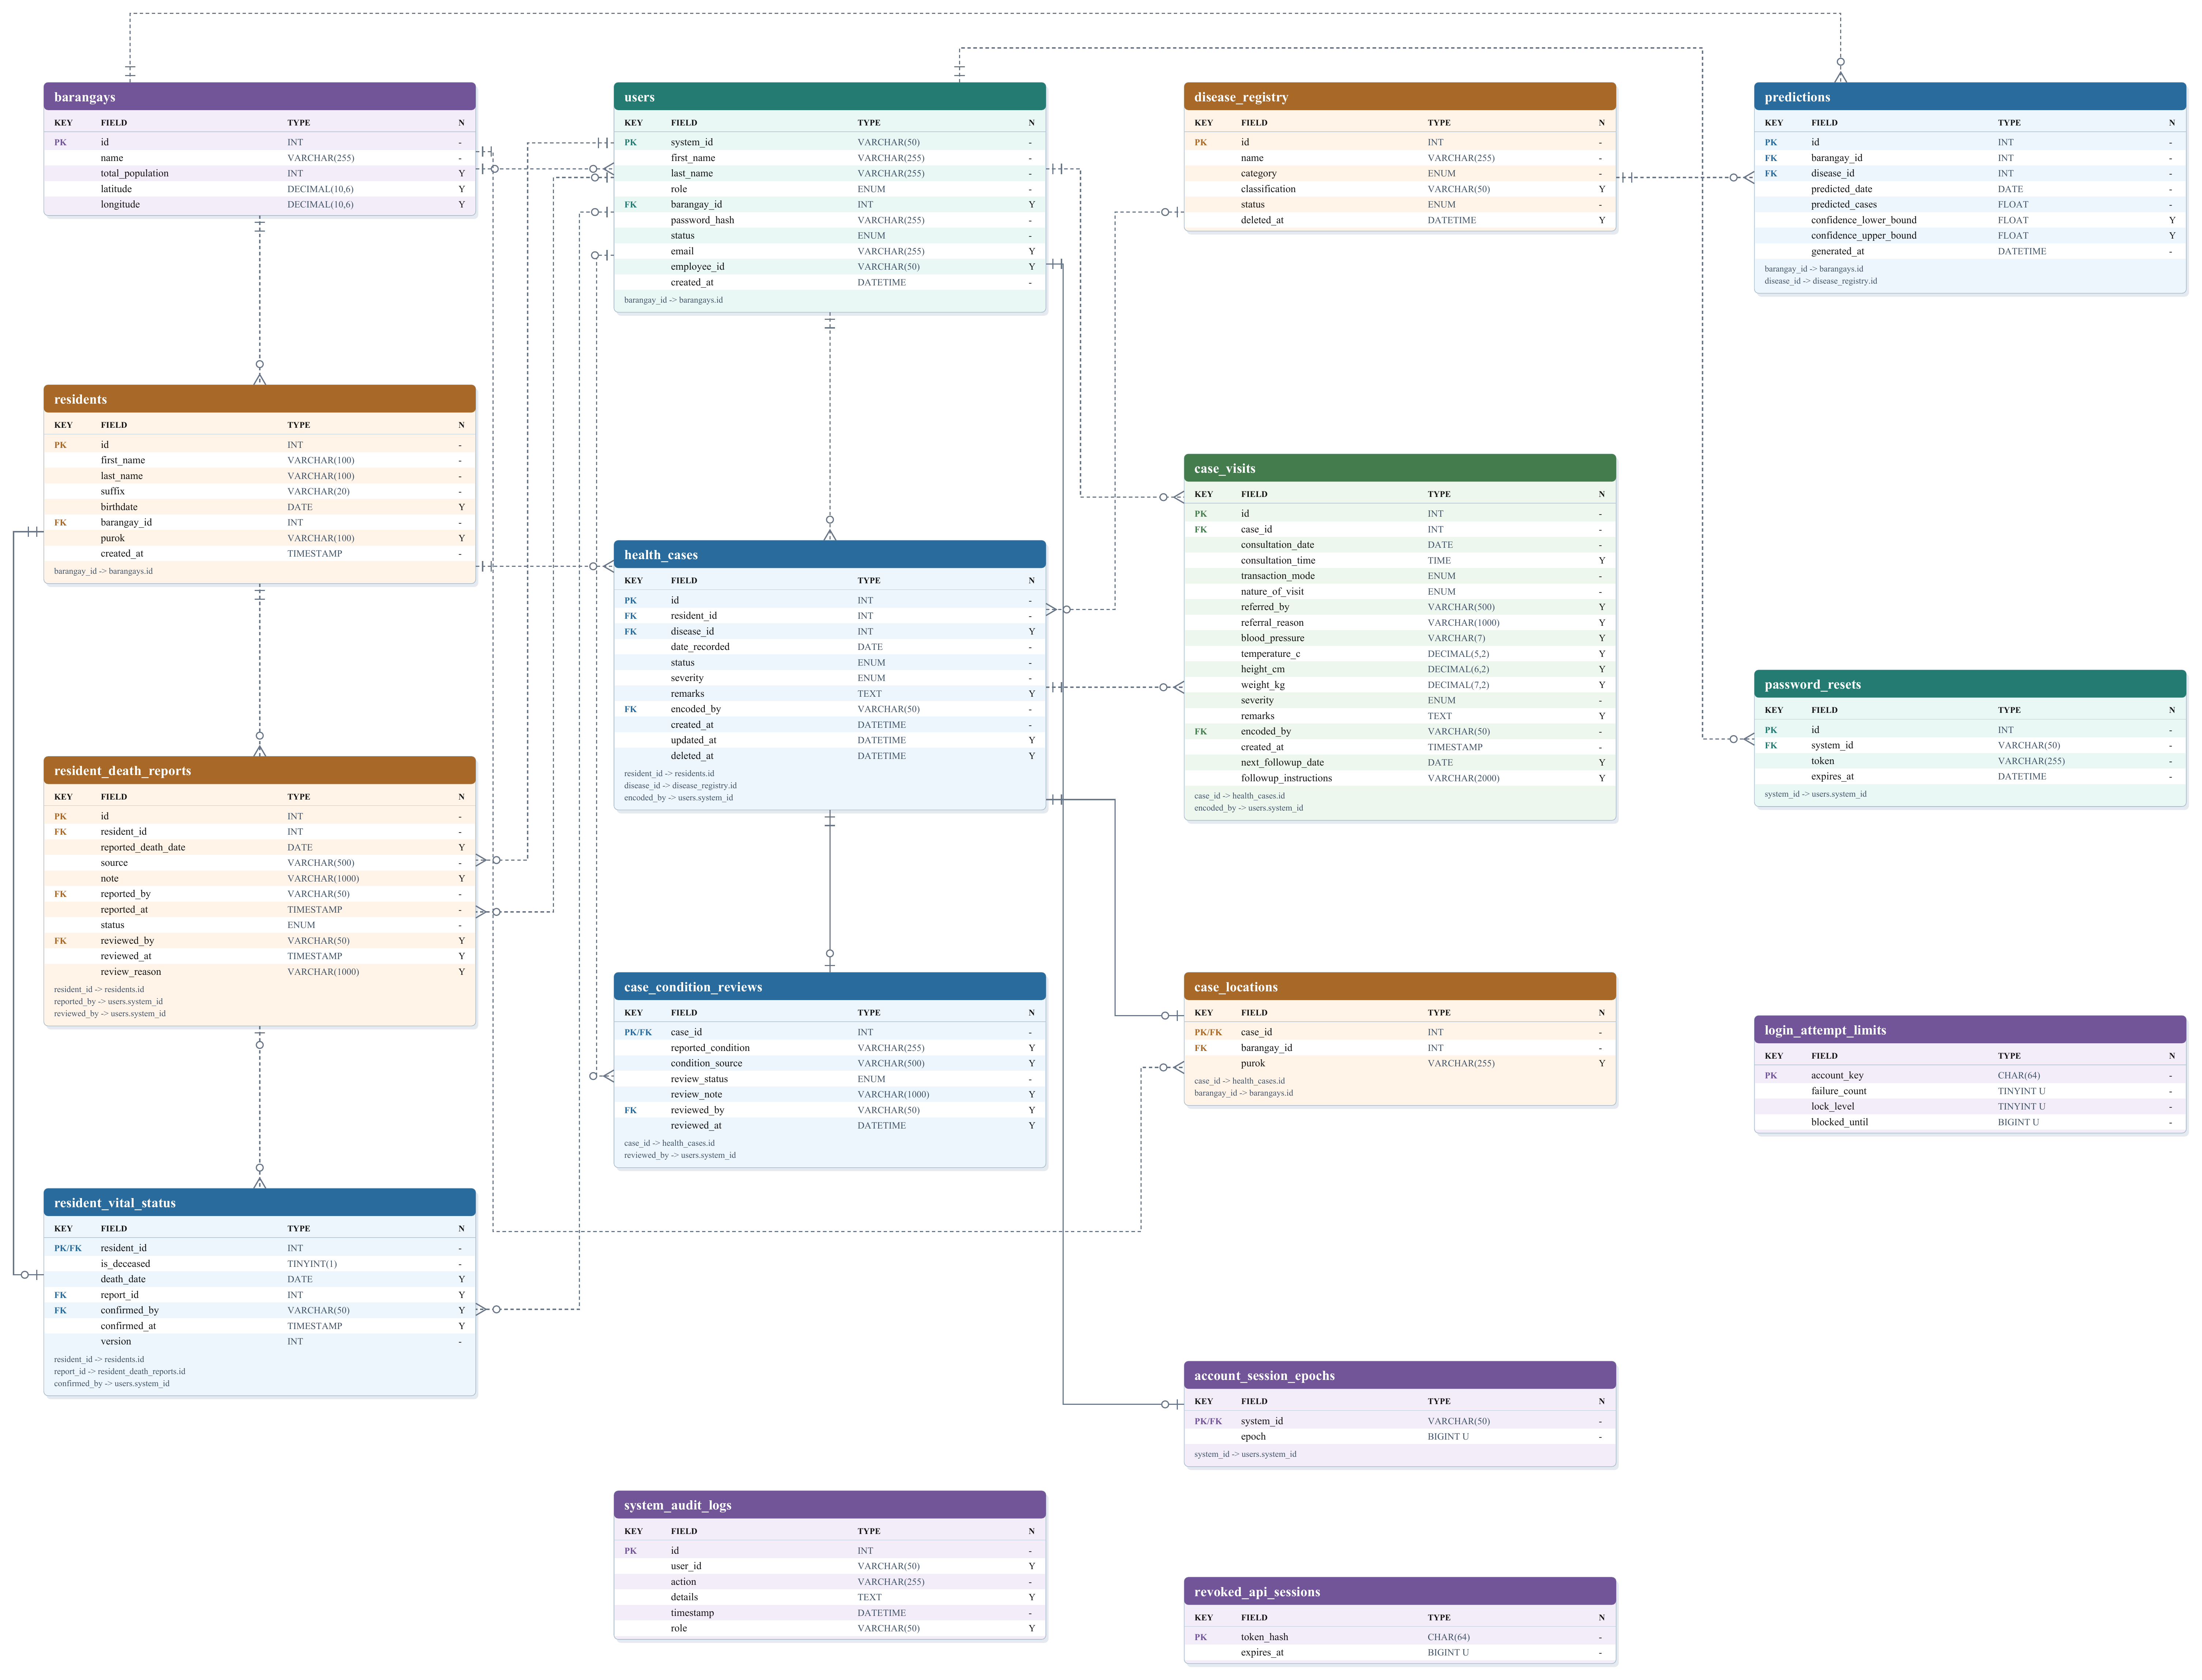 barangays
KEY FIELD TYPE N
PK id INT -
name VARCHAR(255) -
total_population INT Y
latitude DECIMAL(10,6) Y
longitude DECIMAL(10,6) Y
users
KEY FIELD TYPE N
PK system_id VARCHAR(50) -
first_name VARCHAR(255) -
last_name VARCHAR(255) -
role ENUM -
FK barangay_id INT Y
password_hash VARCHAR(255) -
status ENUM -
email VARCHAR(255) Y
employee_id VARCHAR(50) Y
created_at DATETIME -
barangay_id -> barangays.id
disease_registry
KEY FIELD TYPE N
PK id INT -
name VARCHAR(255) -
category ENUM -
classification VARCHAR(50) Y
status ENUM -
deleted_at DATETIME Y
predictions
KEY FIELD TYPE N
PK id INT -
FK barangay_id INT -
FK disease_id INT -
predicted_date DATE -
predicted_cases FLOAT -
confidence_lower_bound FLOAT Y
confidence_upper_bound FLOAT Y
generated_at DATETIME -
barangay_id -> barangays.id
disease_id -> disease_registry.id
residents
KEY FIELD TYPE N
PK id INT -
first_name VARCHAR(100) -
last_name VARCHAR(100) -
suffix VARCHAR(20) -
birthdate DATE Y
FK barangay_id INT -
purok VARCHAR(100) Y
created_at TIMESTAMP -
barangay_id -> barangays.id
health_cases
KEY FIELD TYPE N
PK id INT -
FK resident_id INT -
FK disease_id INT Y
date_recorded DATE -
status ENUM -
severity ENUM -
remarks TEXT Y
FK encoded_by VARCHAR(50) -
created_at DATETIME -
updated_at DATETIME Y
deleted_at DATETIME Y
resident_id -> residents.id
disease_id -> disease_registry.id
encoded_by -> users.system_id
case_visits
KEY FIELD TYPE N
PK id INT -
FK case_id INT -
consultation_date DATE -
consultation_time TIME Y
transaction_mode ENUM -
nature_of_visit ENUM -
referred_by VARCHAR(500) Y
referral_reason VARCHAR(1000) Y
blood_pressure VARCHAR(7) Y
temperature_c DECIMAL(5,2) Y
height_cm DECIMAL(6,2) Y
weight_kg DECIMAL(7,2) Y
severity ENUM -
remarks TEXT Y
FK encoded_by VARCHAR(50) -
created_at TIMESTAMP -
next_followup_date DATE Y
followup_instructions VARCHAR(2000) Y
case_id -> health_cases.id
encoded_by -> users.system_id
password_resets
KEY FIELD TYPE N
PK id INT -
FK system_id VARCHAR(50) -
token VARCHAR(255) -
expires_at DATETIME -
system_id -> users.system_id
resident_death_reports
KEY FIELD TYPE N
PK id INT -
FK resident_id INT -
reported_death_date DATE Y
source VARCHAR(500) -
note VARCHAR(1000) Y
FK reported_by VARCHAR(50) -
reported_at TIMESTAMP -
status ENUM -
FK reviewed_by VARCHAR(50) Y
reviewed_at TIMESTAMP Y
review_reason VARCHAR(1000) Y
resident_id -> residents.id
reported_by -> users.system_id
reviewed_by -> users.system_id
case_condition_reviews
KEY FIELD TYPE N
PK/FK case_id INT -
reported_condition VARCHAR(255) Y
condition_source VARCHAR(500) Y
review_status ENUM -
review_note VARCHAR(1000) Y
FK reviewed_by VARCHAR(50) Y
reviewed_at DATETIME Y
case_id -> health_cases.id
reviewed_by -> users.system_id
case_locations
KEY FIELD TYPE N
PK/FK case_id INT -
FK barangay_id INT -
purok VARCHAR(255) Y
case_id -> health_cases.id
barangay_id -> barangays.id
login_attempt_limits
KEY FIELD TYPE N
PK account_key CHAR(64) -
failure_count TINYINT U -
lock_level TINYINT U -
blocked_until BIGINT U -
resident_vital_status
KEY FIELD TYPE N
PK/FK resident_id INT -
is_deceased TINYINT(1) -
death_date DATE Y
FK report_id INT Y
FK confirmed_by VARCHAR(50) Y
confirmed_at TIMESTAMP Y
version INT -
resident_id -> residents.id
report_id -> resident_death_reports.id
confirmed_by -> users.system_id
account_session_epochs
KEY FIELD TYPE N
PK/FK system_id VARCHAR(50) -
epoch BIGINT U -
system_id -> users.system_id
system_audit_logs
KEY FIELD TYPE N
PK id INT -
user_id VARCHAR(50) Y
action VARCHAR(255) -
details TEXT Y
timestamp DATETIME -
role VARCHAR(50) Y
revoked_api_sessions
KEY FIELD TYPE N
PK token_hash CHAR(64) -
expires_at BIGINT U -